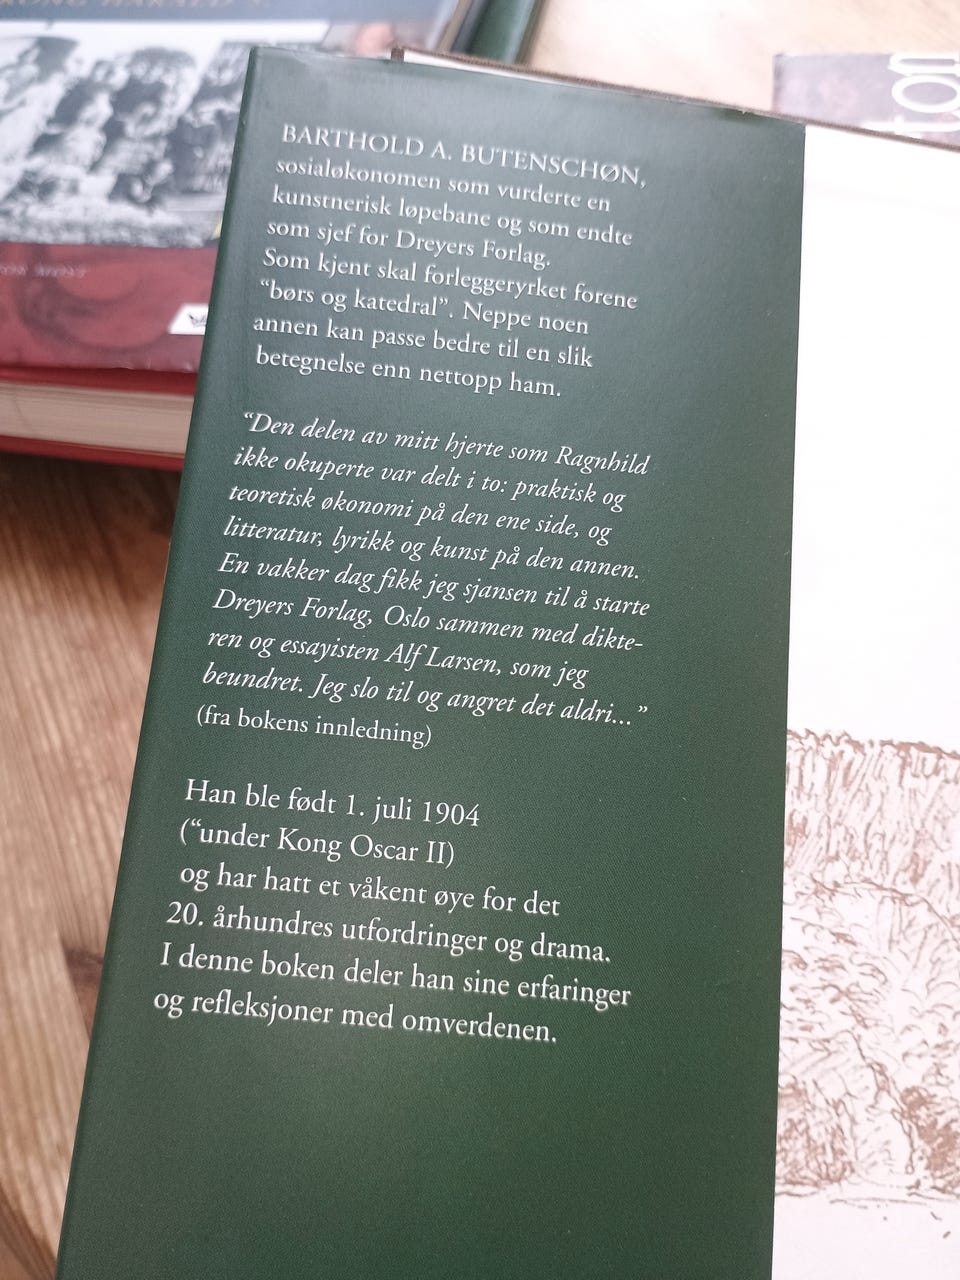 KONG HARALD V.
ton
BARTHOLD A. BUTENSCHØN,
sosialøkonomen som vurderte en
kunstnerisk løpebane og som endte
som sjef for Dreyers Forlag.
Som kjent skal forleggeryrket forene
“børs og katedral”. Neppe noen
annen kan passe bedre til en slik
betegnelse enn nettopp ham.
“Den delen av mitt hjerte som Ragnhild
ikke okuperte var delt i to: praktisk og
teoretisk økonomi på den ene side, og
litteratur, lyrikk og kunst på den annen.
En vakker dag fikk jeg sjansen til å starte
Dreyers Forlag, Oslo sammen med dikte-
ren og essayisten Alf Larsen, som jeg
beundret. Jeg slo til og angret det aldri...”
(fra bokens innledning)
Han ble født 1. juli 1904
(“under Kong Oscar II)
og har hatt et våkent øye for det
20. århundres utfordringer og drama.
I denne boken deler han sine erfaringer
og refleksjoner med omverdenen.